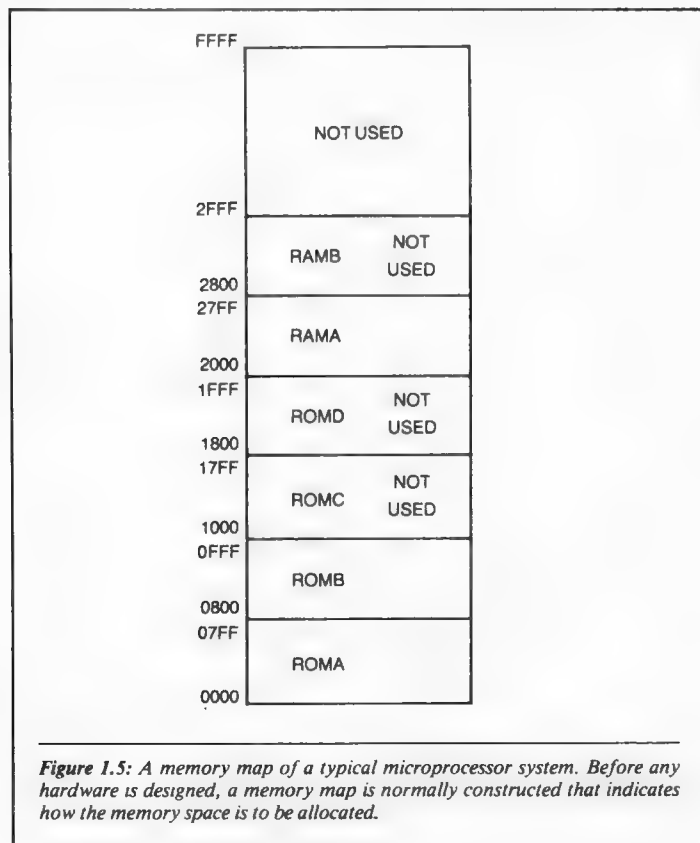 FFFF
NOT USED
2FFF
RAMB NOT
USED
2800
27FF
RAMA
2000
1FFF
ROMD NOT
USED
1800
17FF
ROMC NOT
USED
1000
0FFF
ROMB
0800
07FF
ROMA
0000
Figure 1.5: A memory map of a typical microprocessor system. Before any
hardware is designed, a memory map is normally constructed that indicates
how the memory space is to be allocated.